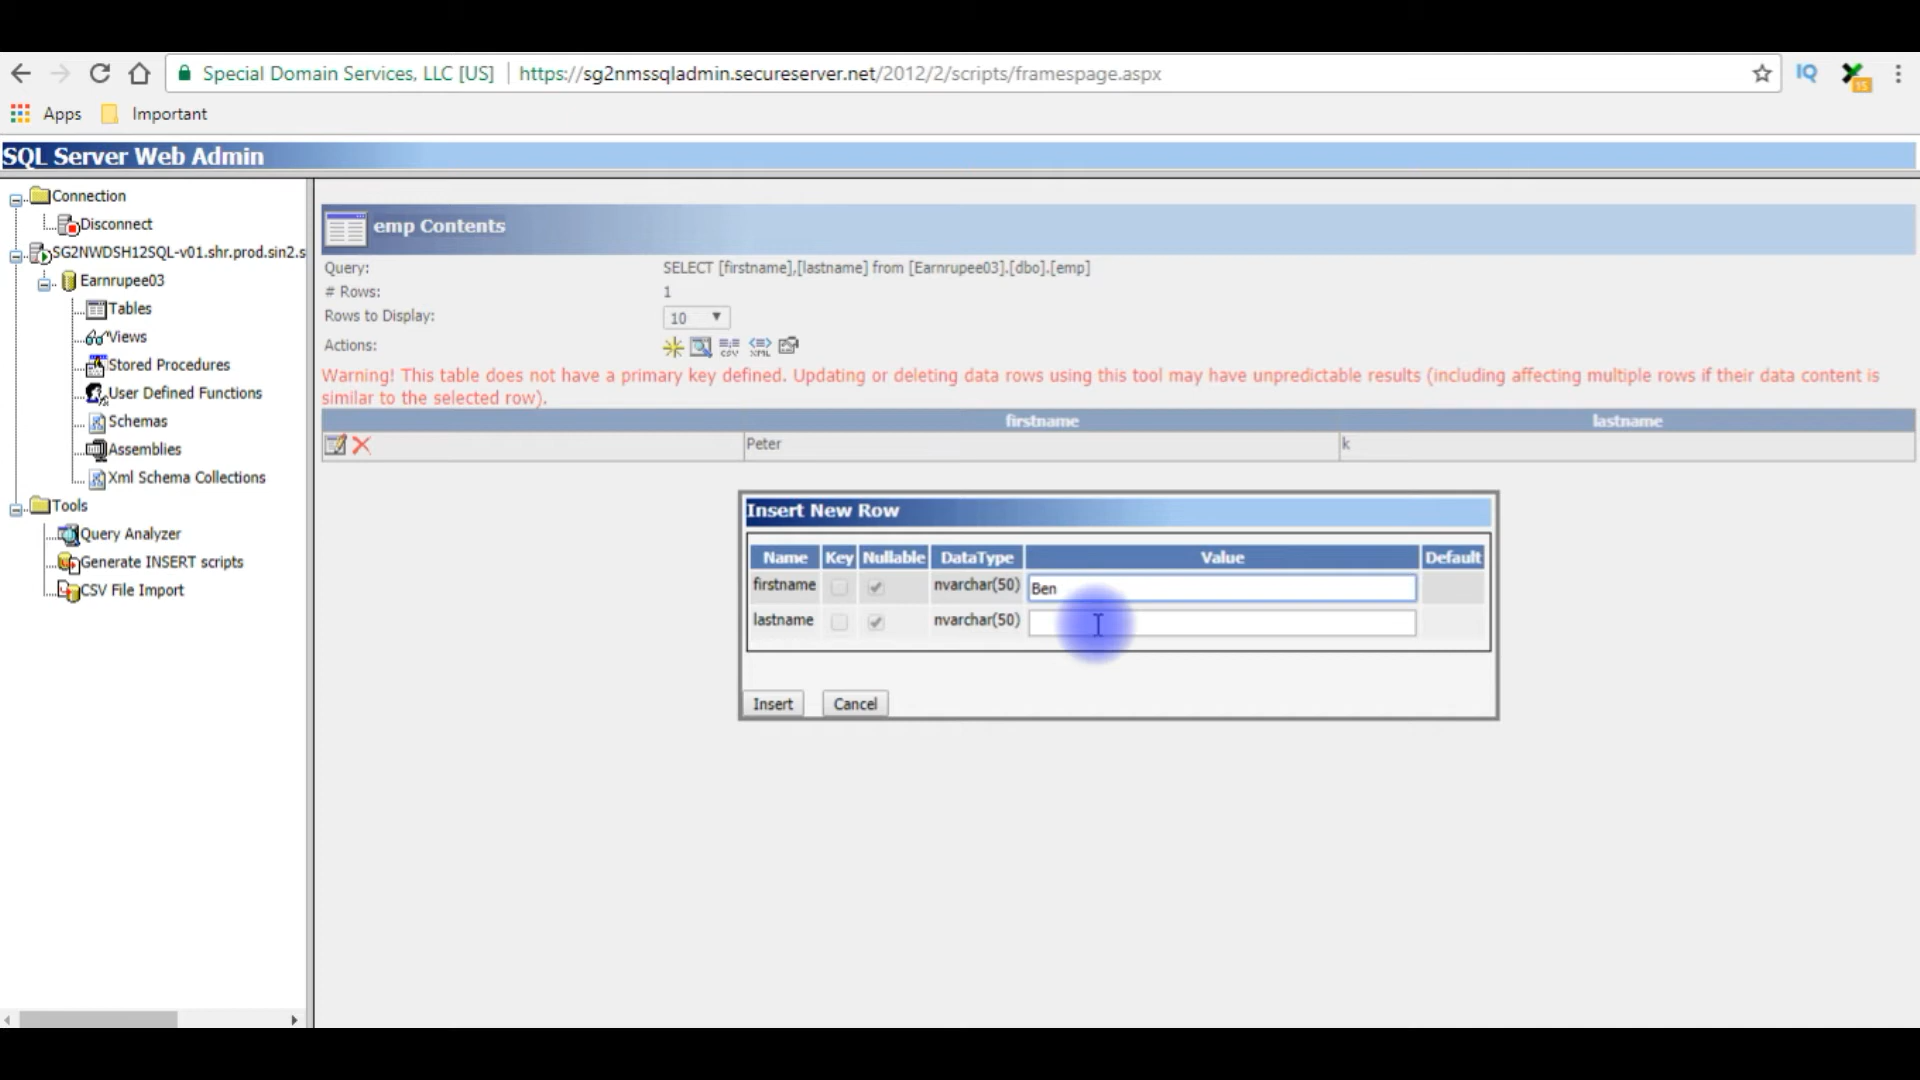 Special Domain Services, LLC [US] https://sg2nmssqladmin.secureserver.net/2012/2/scripts/framespage.aspx IQ 15
Apps Important
SQL Server Web Admin
Connection
Disconnect
SG2NWDSH12SQL-v01.shr.prod.sin2.s
Earnrupee03
Tables
Views
Stored Procedures
User Defined Functions
Schemas
Assemblies
Xml Schema Collections
Tools
Query Analyzer
Generate INSERT scripts
CSV File Import
emp Contents
Query: SELECT [firstname],[lastname] from [Earnrupee03].[dbo].[emp]
# Rows: 1
Rows to Display: 10
Actions: CSV XML
Warning! This table does not have a primary key defined. Updating or deleting data rows using this tool may have unpredictable results (including affecting multiple rows if their data content is
similar to the selected row).
firstname lastname
Peter k
Insert New Row
Name Key Nullable DataType Value Default
firstname nvarchar(50) Ben
lastname nvarchar(50)
Insert Cancel